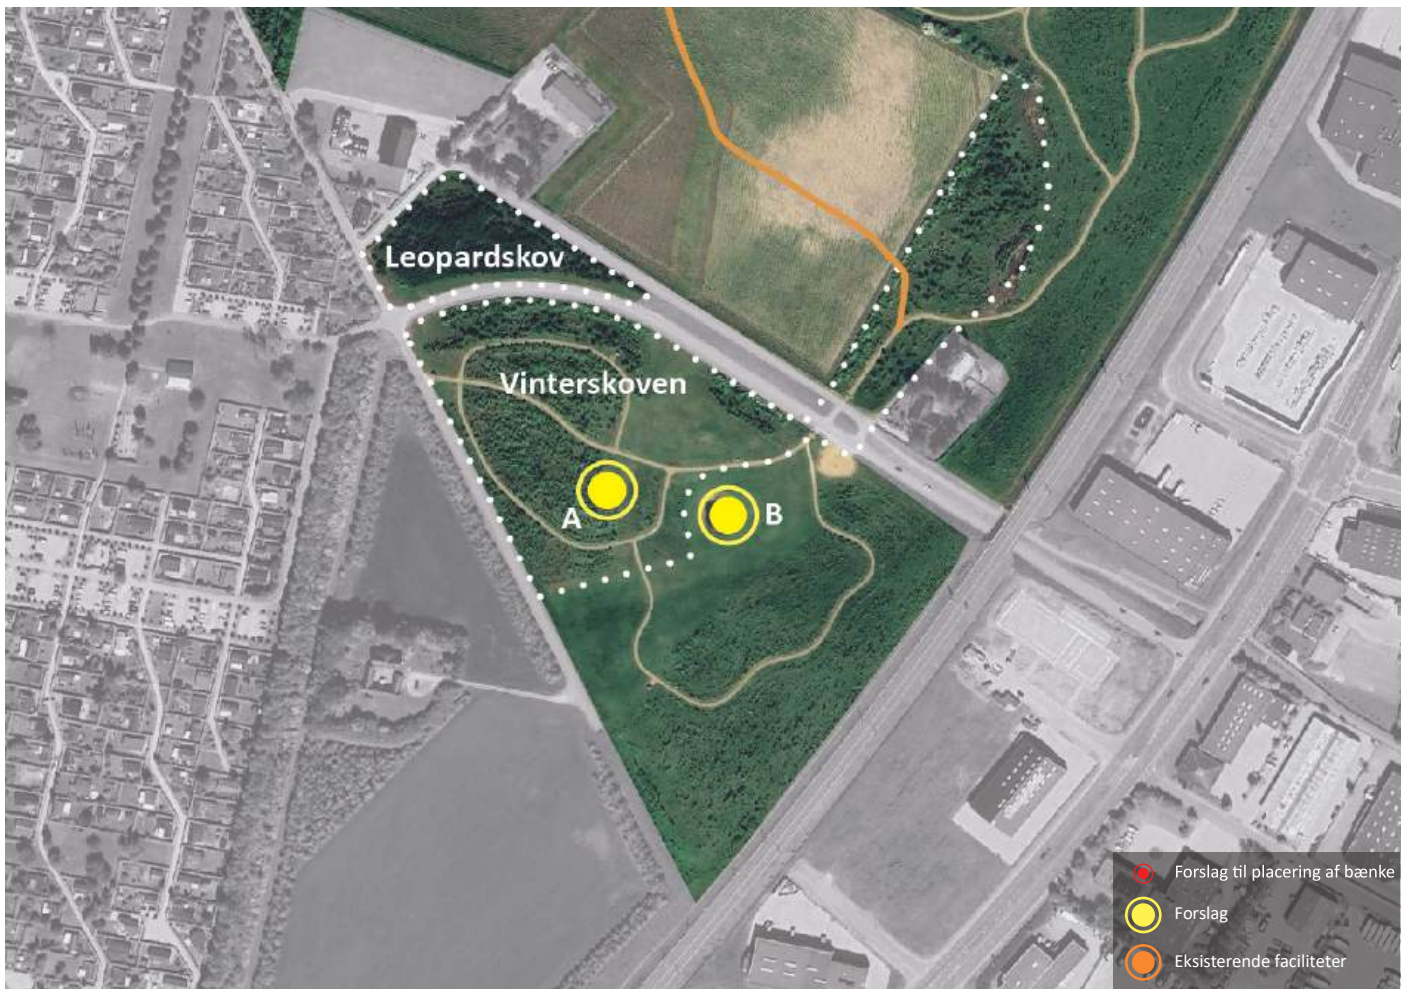 Leopardskov
Vinterskoven
A
B
Forslag til placering af bænke
Forslag
Eksisterende faciliteter